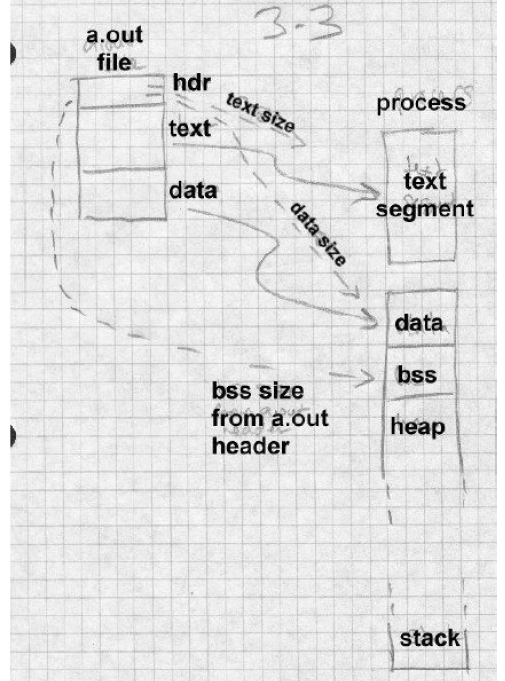 3-3
a.out
file
hdr
text size
process
text
text
segment
data
data size
data
bss
bss size
from a.out
header
heap
stack